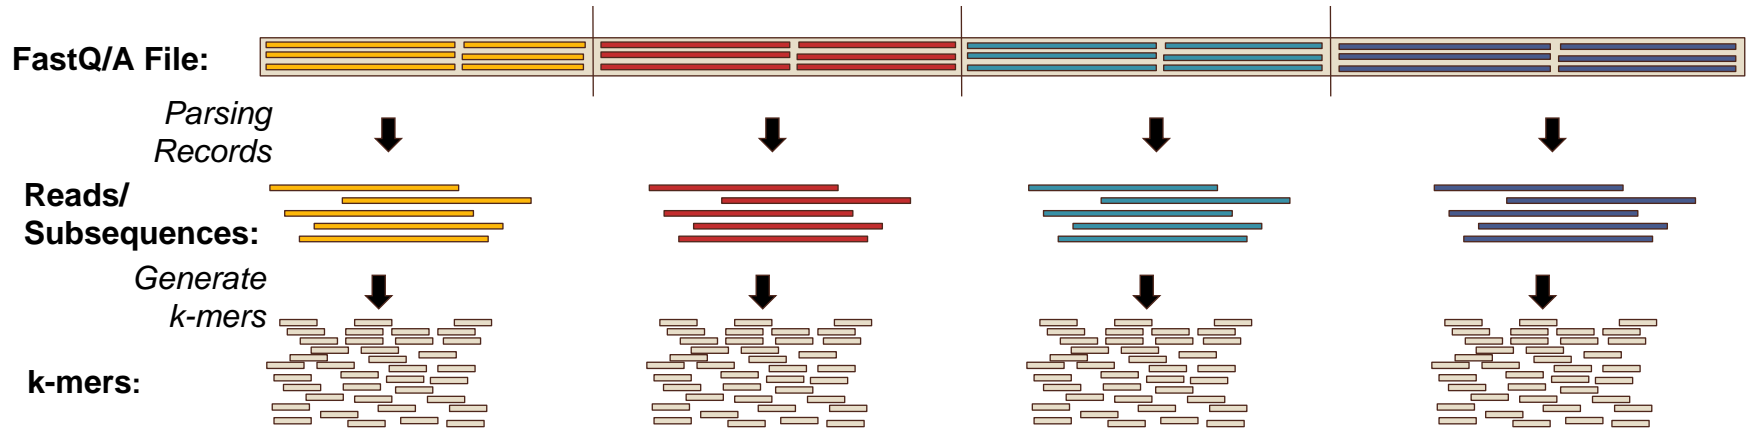 FastQ/A File:
Parsing
Records
Reads/
Subsequences:
Generate
k-mers
k-mers: